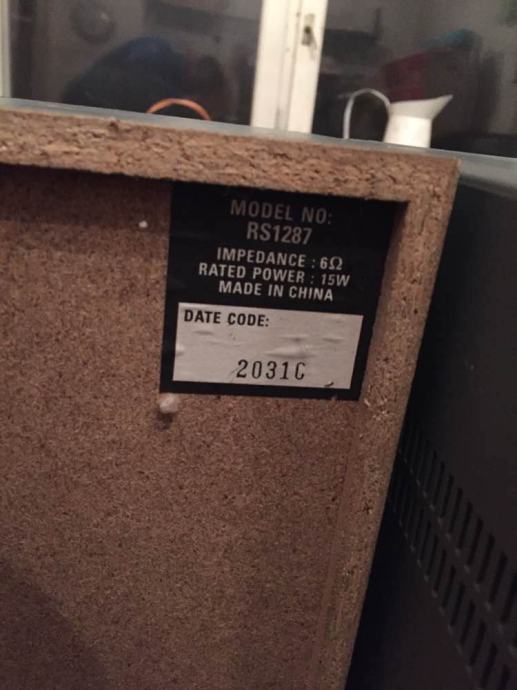 MODEL NO:
RS1287
IMPEDANCE : 6Ω
RATED POWER : 15W
MADE IN CHINA
DATE CODE:
2031C